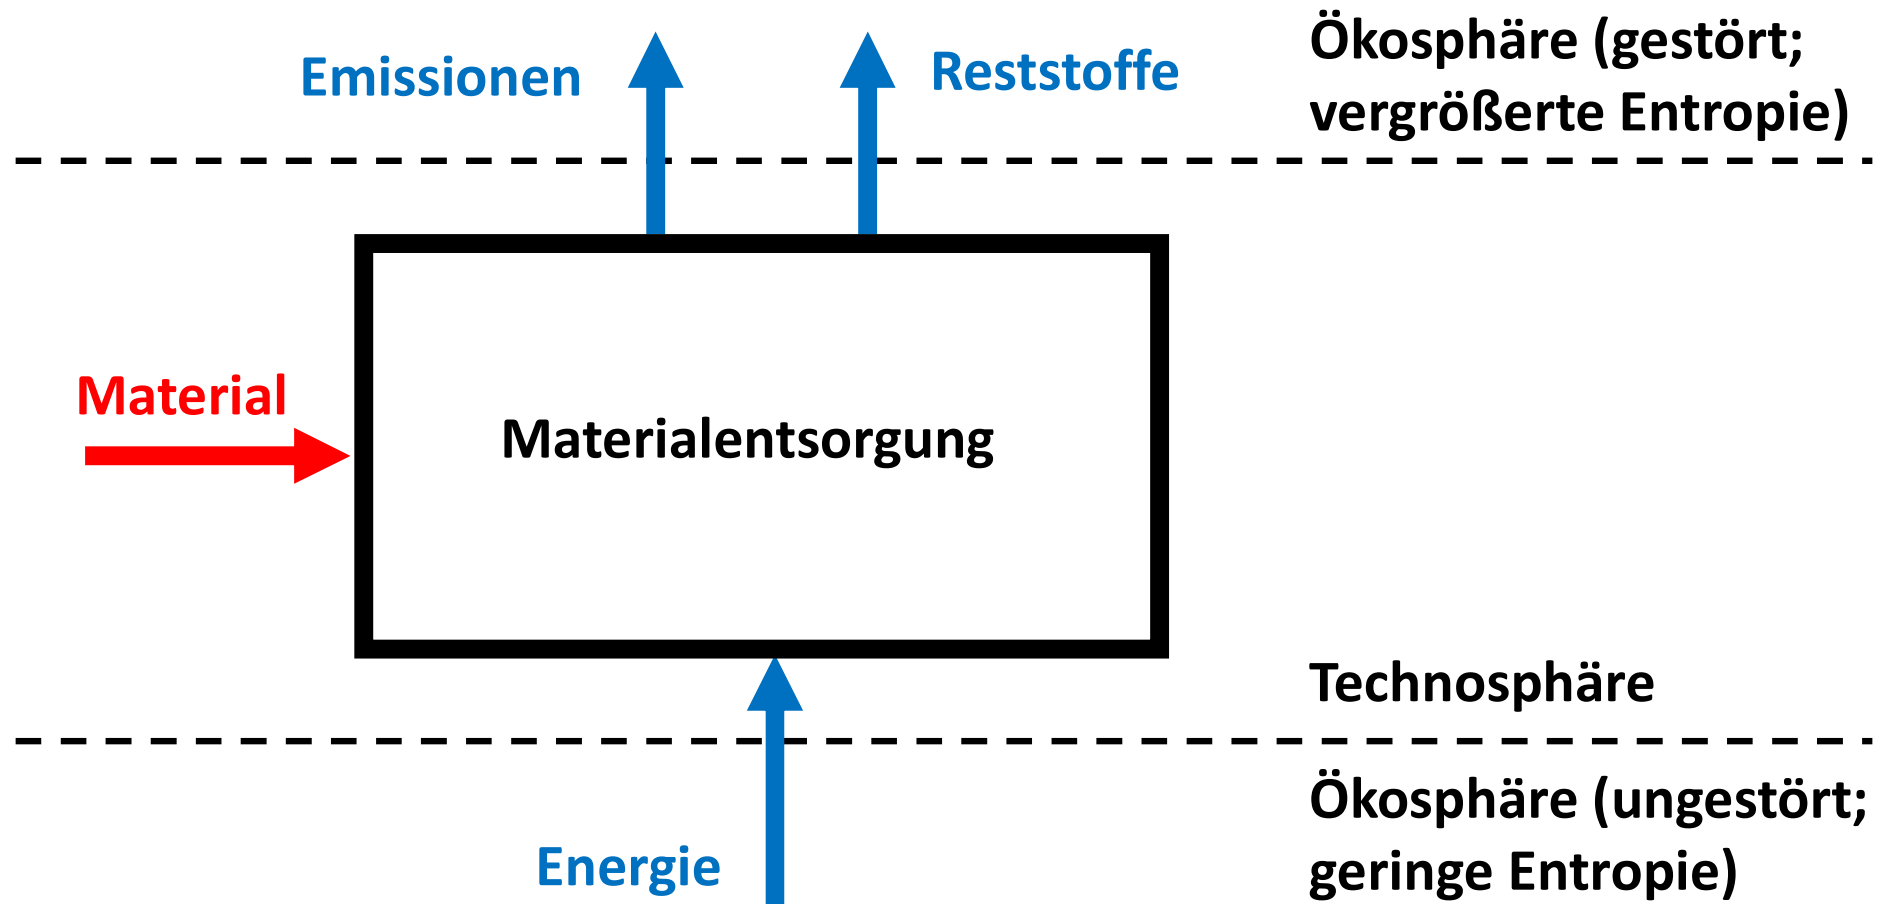 Emissionen
Reststoffe
Ökosphäre (gestört;
vergrößerte Entropie)
Material
Materialentsorgung
Technosphäre
Ökosphäre (ungestört;
geringe Entropie)
Energie